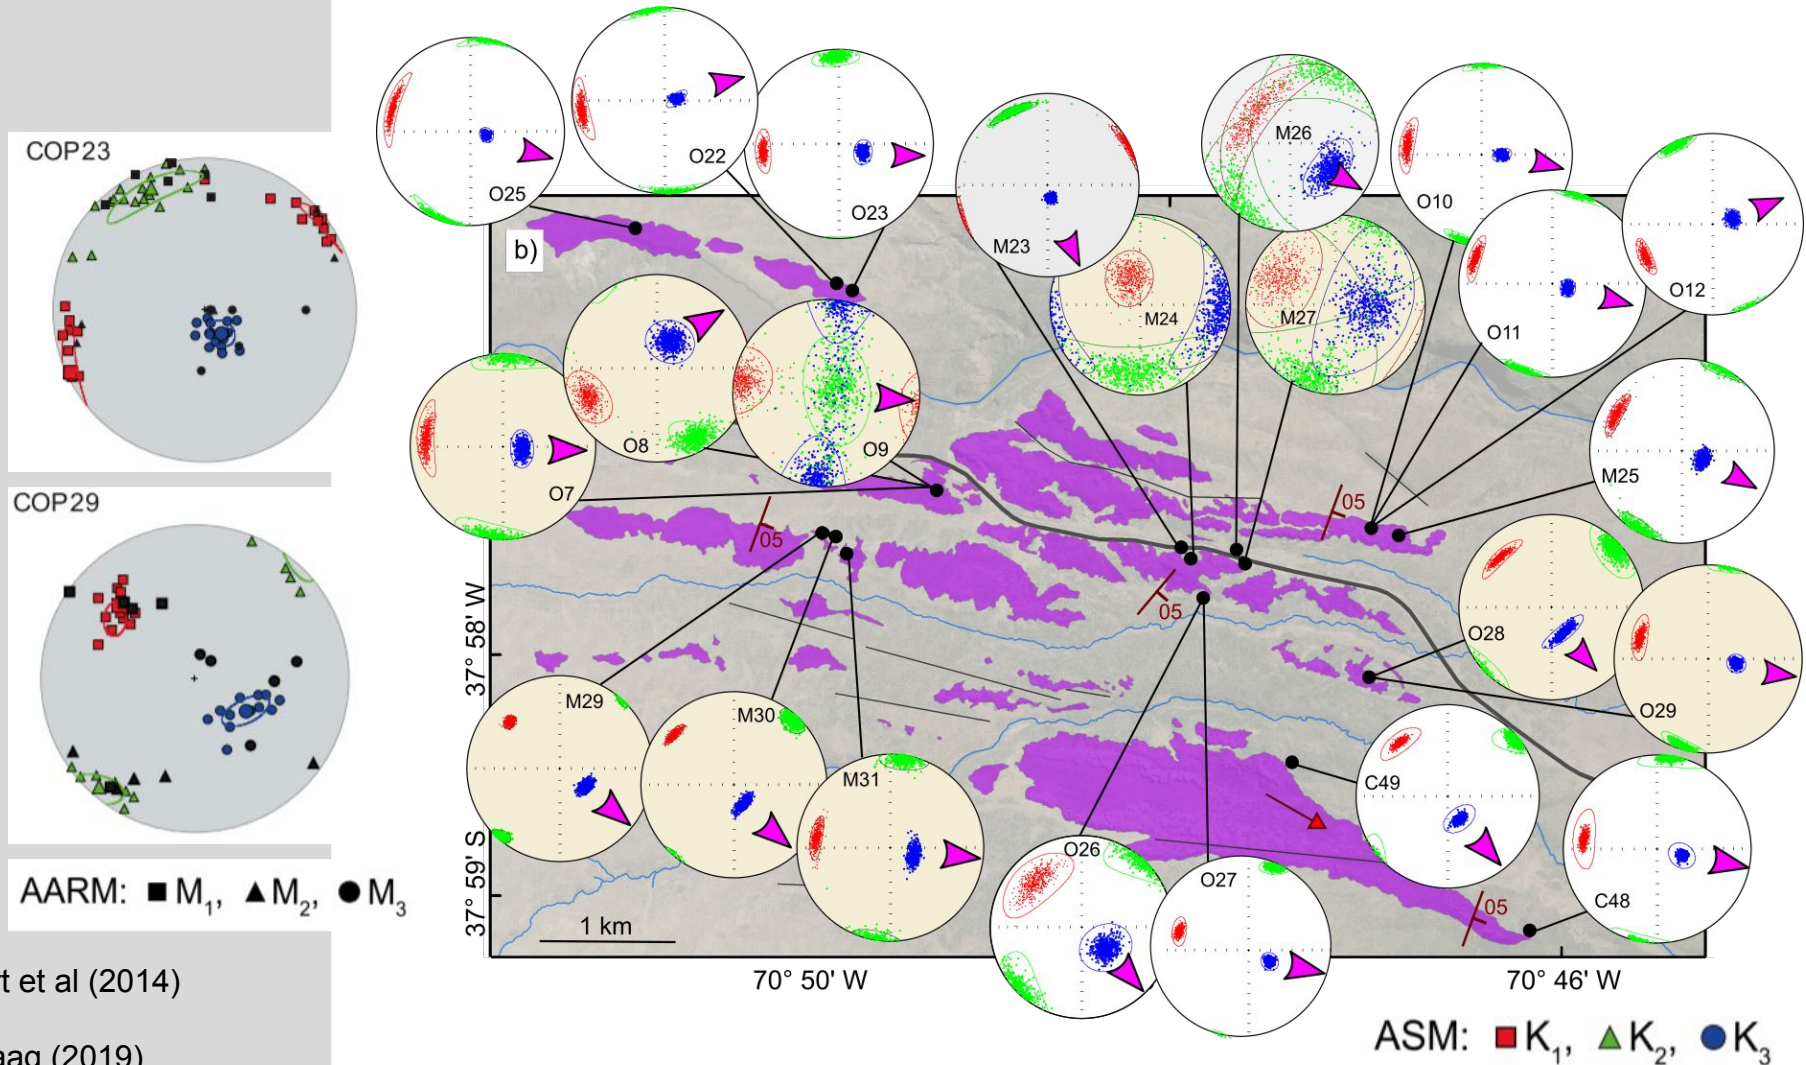 COP23
COP29
AARM: M1, M2, M3
t et al (2014)
(2019)
b)
O25
O22
O23
M23
M26
O10
M24
M27
O11
O12
O8
O9
O7
M25
05
05
05
05
O28
O29
M29
M30
M31
O26
O27
C49
C48
37° 58' W
37° 59' S
1 km
70° 50' W
70° 46' W
ASM: K1, K2, K3